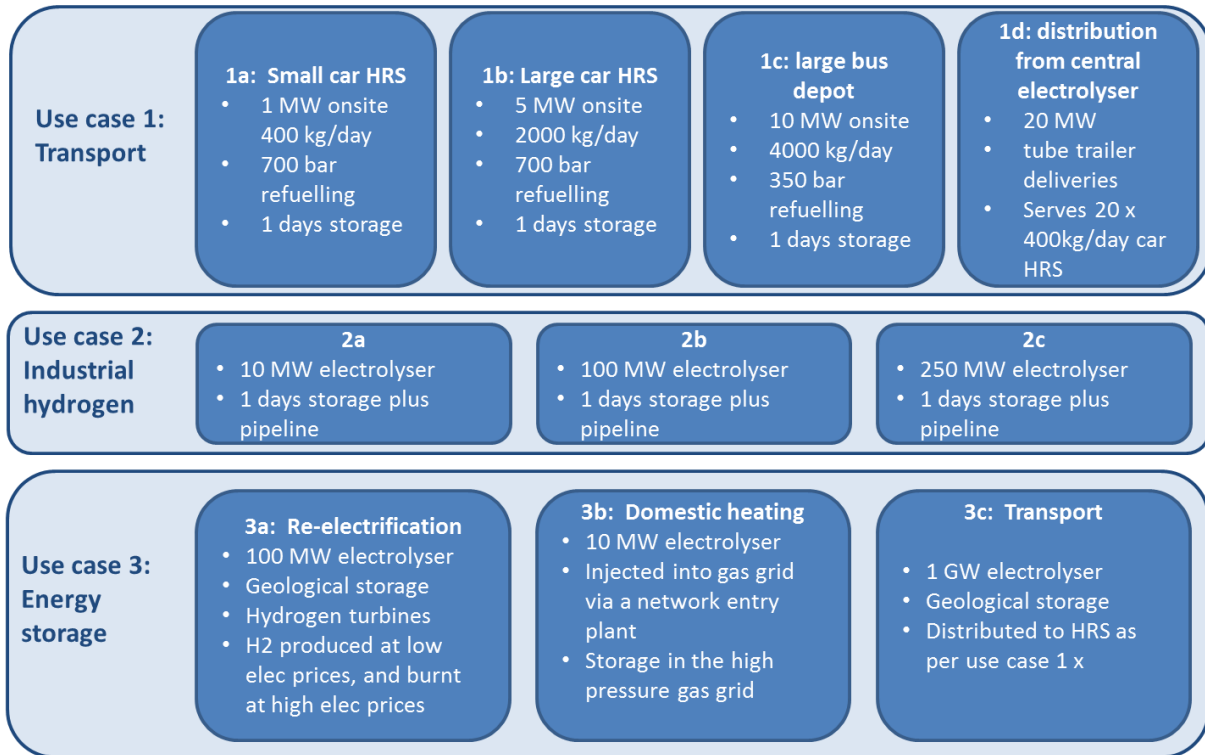 Use case 1:
Transport
1a: Small car HRS
• 1 MW onsite
400 kg/day
• 700 bar
refuelling
• 1 days storage
1b: Large car HRS
• 5 MW onsite
• 2000 kg/day
• 700 bar
refuelling
• 1 days storage
1c: large bus
depot
• 10 MW onsite
• 4000 kg/day
• 350 bar
refuelling
• 1 days storage
1d: distribution
from central
electrolyser
• 20 MW
• tube trailer
deliveries
• Serves 20 x
400kg/day car
HRS
Use case 2:
Industrial
hydrogen
2a
• 10 MW electrolyser
• 1 days storage plus
pipeline
2b
• 100 MW electrolyser
• 1 days storage plus
pipeline
2c
• 250 MW electrolyser
• 1 days storage plus
pipeline
Use case 3:
Energy
storage
3a: Re-electrification
• 100 MW electrolyser
• Geological storage
• Hydrogen turbines
• H2 produced at low
elec prices, and burnt
at high elec prices
3b: Domestic heating
• 10 MW electrolyser
• Injected into gas grid
via a network entry
plant
• Storage in the high
pressure gas grid
3c: Transport
• 1 GW electrolyser
• Geological storage
• Distributed to HRS as
per use case 1 x